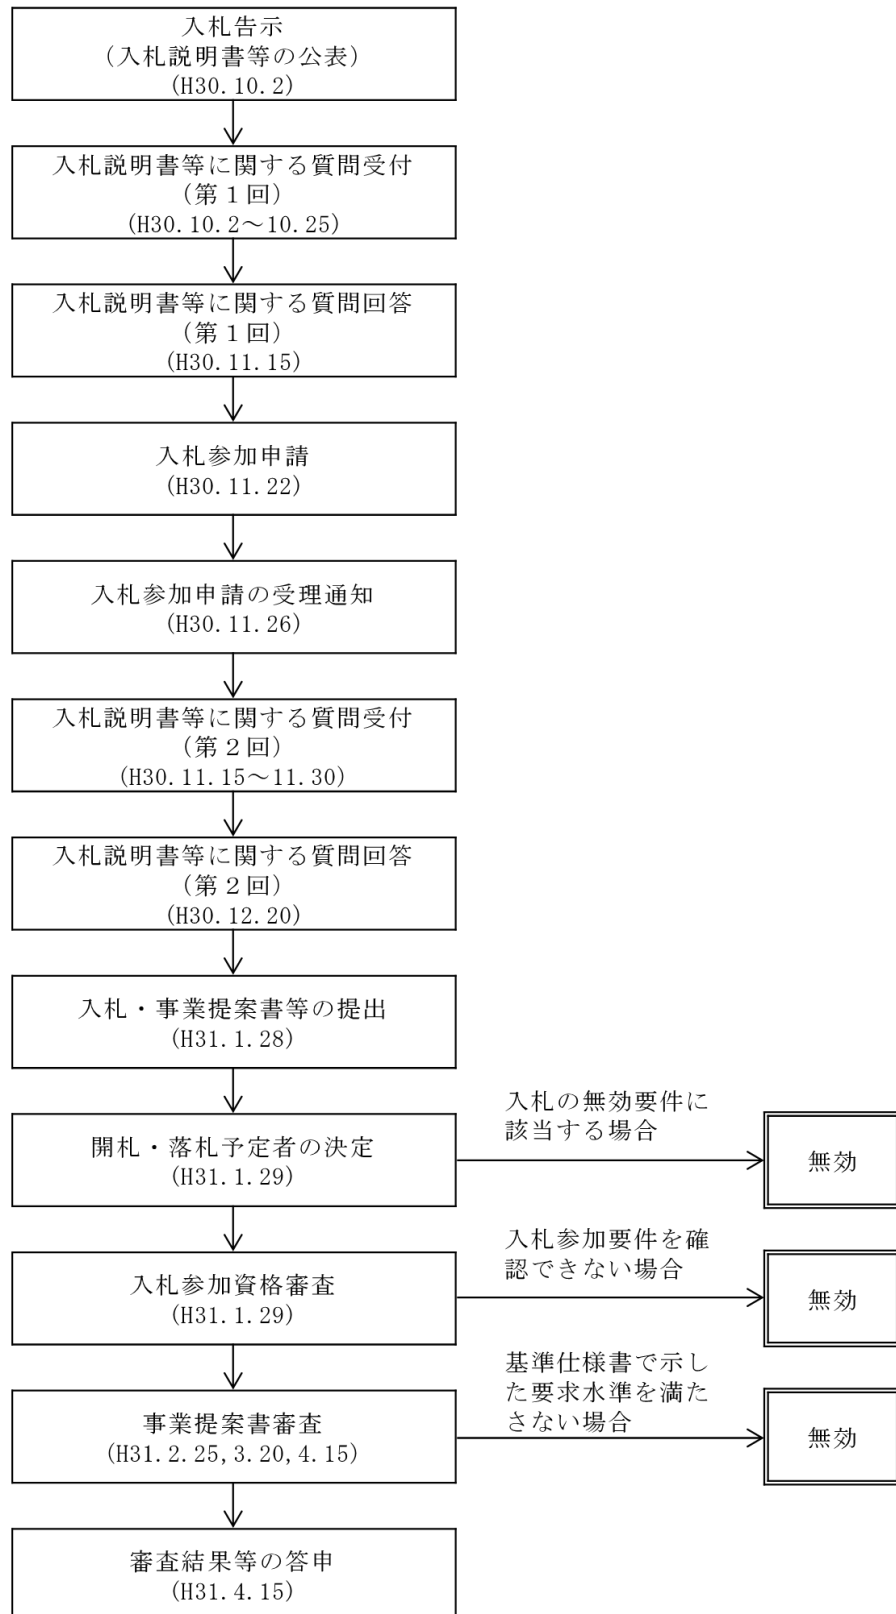 入札告示
(入札説明書等の公表)
(H30.10.2)
入札説明書等に関する質問受付
(第1回)
(H30.10.2～10.25)
入札説明書等に関する質問回答
(第1回)
(H30.11.15)
入札参加申請
(H30.11.22)
入札参加申請の受理通知
(H30.11.26)
入札説明書等に関する質問受付
(第2回)
(H30.11.15～11.30)
入札説明書等に関する質問回答
(第2回)
(H30.12.20)
入札・事業提案書等の提出
(H31.1.28)
開札・落札予定者の決定
(H31.1.29)
入札の無効要件に
該当する場合
無効
入札参加資格審査
(H31.1.29)
入札参加要件を確
認できない場合
無効
事業提案書審査
(H31.2.25,3.20,4.15)
基準仕様書で示し
た要求水準を満た
さない場合
無効
審査結果等の答申
(H31.4.15)